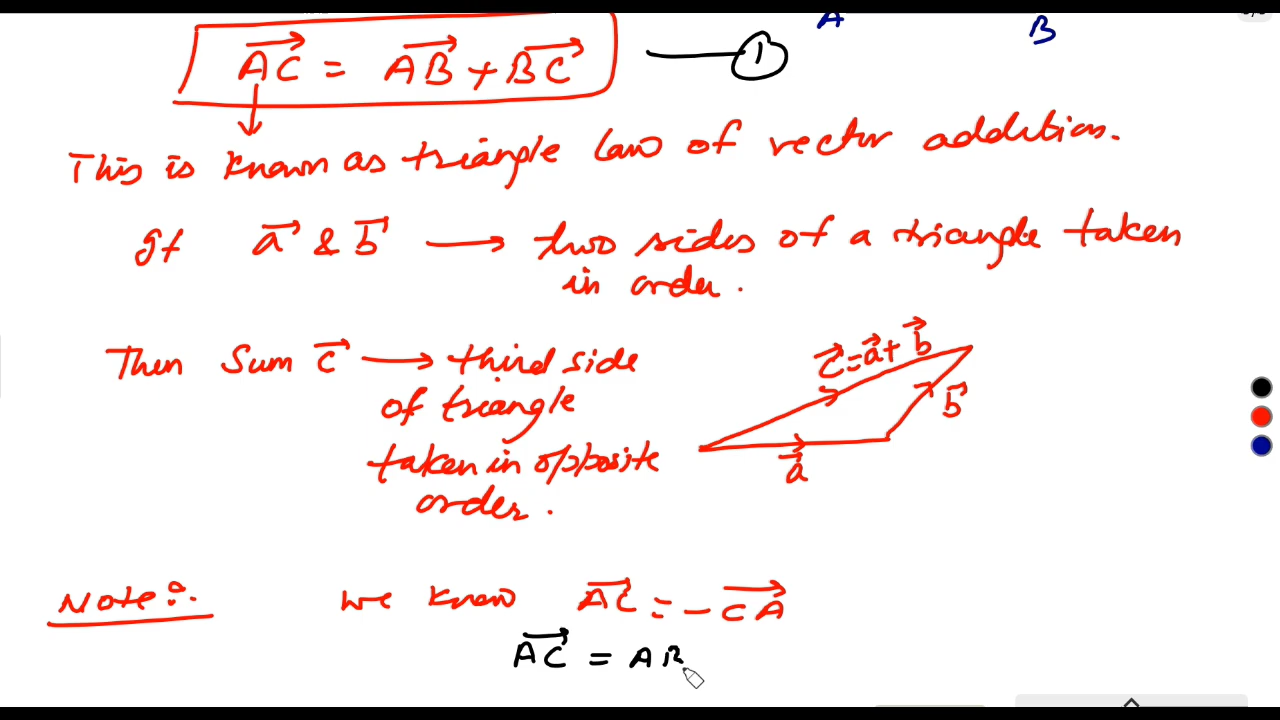 A B
→AC = →AB + →BC ①
This is known as triangle law of vector addition.
If →a & →b → two sides of a triangle taken
in order.
Then Sum →c → third side
of triangle
taken in opposite
order.
→c = →a + →b
→b
→a
Note:. We know →AC = - →CA
→AC = AB